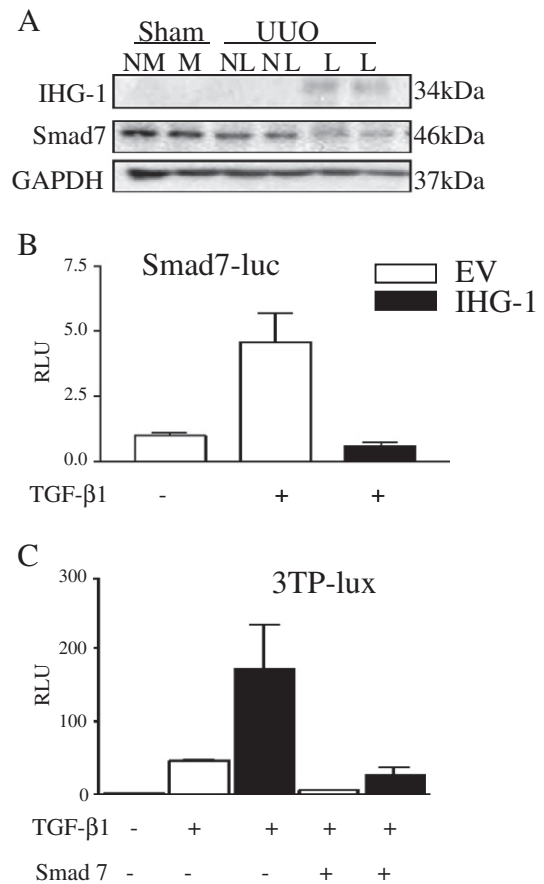 A
Sham UUO
NM M NL NL L L
IHG-1 34kDa
Smad7 46kDa
GAPDH 37kDa
B
Smad7-luc
EV
IHG-1
RLU
7.5
5.0
2.5
0.0
TGF-β1 - + +
C
3TP-lux
RLU
300
200
100
0
TGF-β1 - + + + +
Smad 7 - - - + +